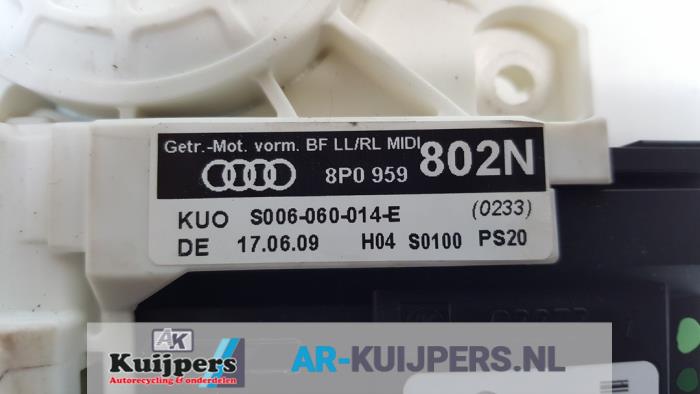 Getr.-Mot. vorm. BF LL/RL MIDI
8P0 959 802N
KUO S006-060-014-E (0233)
DE 17.06.09 H04 S0100 PS20
AK
Kuijpers
Autorecycling & onderdelen
AR-KUIJPERS.NL